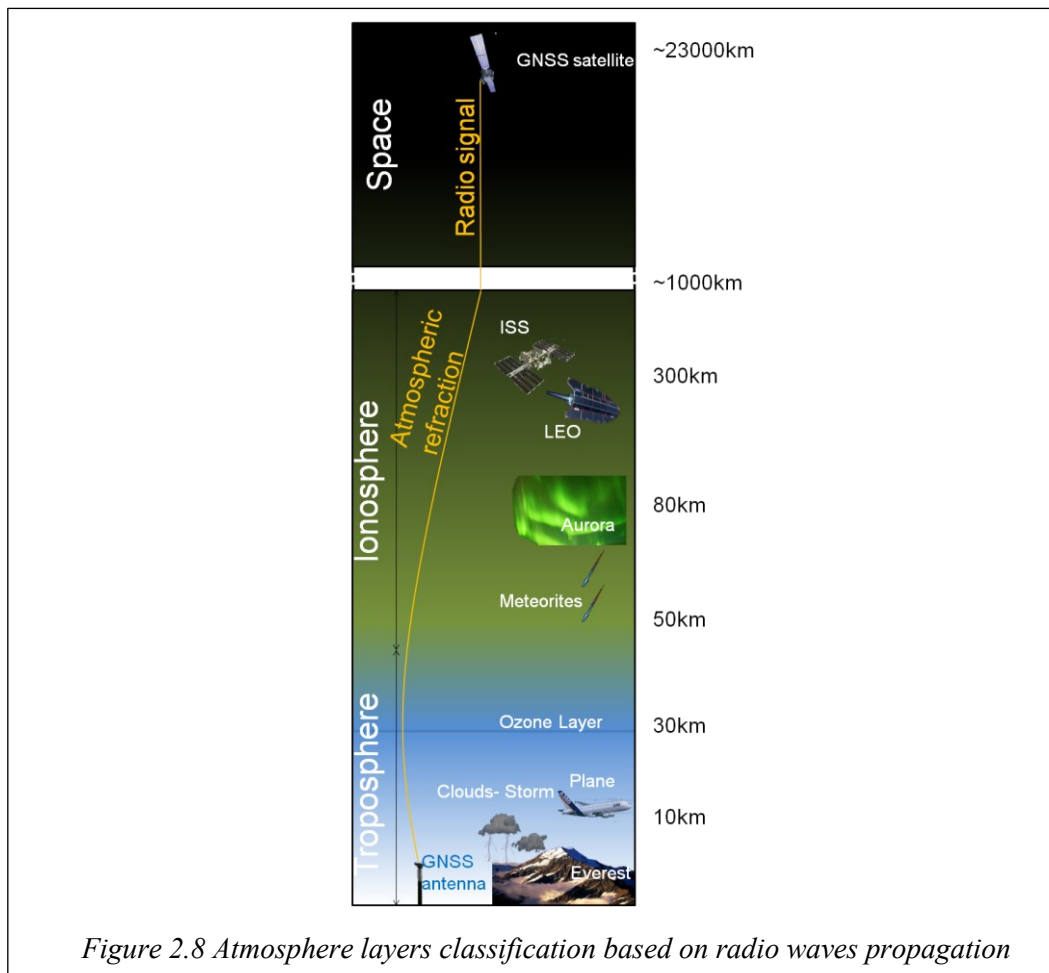 GNSS satellite
~23000km
Space
Radio signal
~1000km
ISS
Atmospheric
refraction
300km
LEO
Ionosphere
80km
Aurora
Meteorites
50km
Ozone Layer
30km
Troposphere
Plane
Clouds- Storm
10km
GNSS
antenna
Everest
Figure 2.8 Atmosphere layers classification based on radio waves propagation